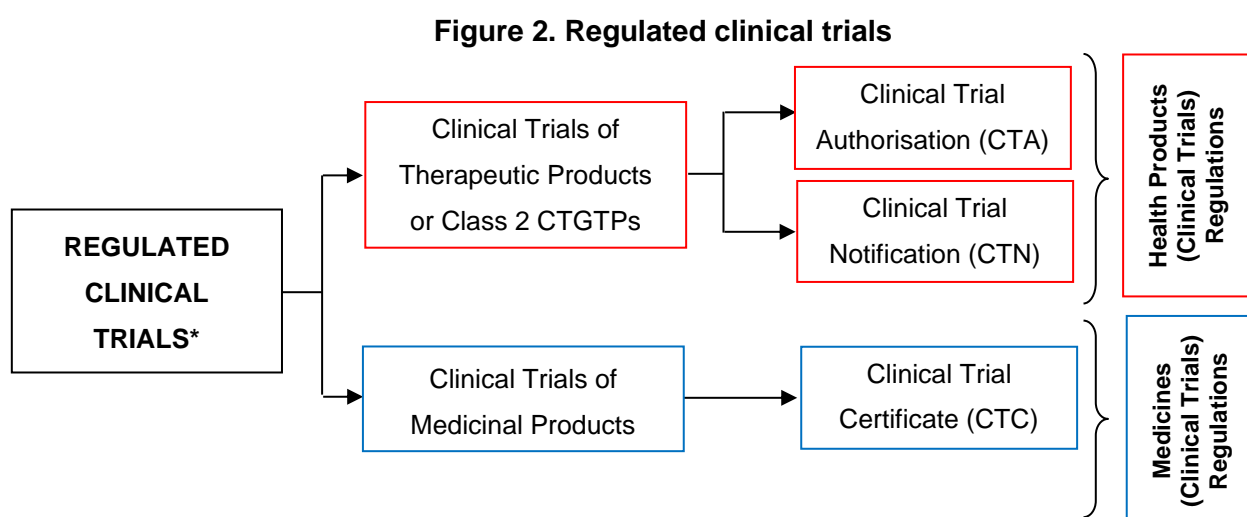 Figure 2. Regulated clinical trials
REGULATED
CLINICAL
TRIALS*
Clinical Trials of
Therapeutic Products
or Class 2 CTGTPs
Clinical Trial
Authorisation (CTA)
Clinical Trial
Notification (CTN)
Health Products
(Clinical Trials)
Regulations
Clinical Trials of
Medicinal Products
Clinical Trial
Certificate (CTC)
Medicines
(Clinical Trials)
Regulations